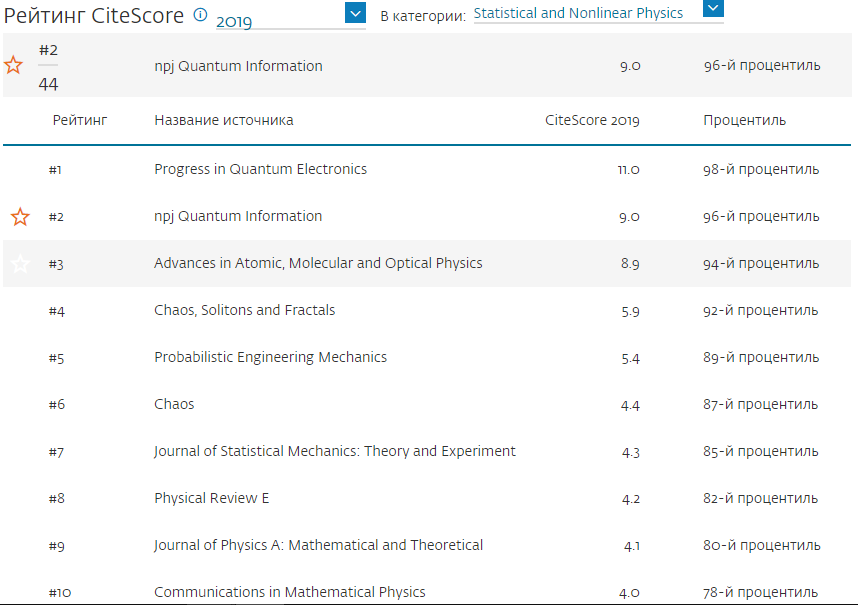 Рейтинг CiteScore 2019 В категории: Statistical and Nonlinear Physics
#2
44
npj Quantum Information 9.0 96-й процентиль
Рейтинг Название источника CiteScore 2019 Процентиль
#1 Progress in Quantum Electronics 11.0 98-й процентиль
#2 npj Quantum Information 9.0 96-й процентиль
#3 Advances in Atomic, Molecular and Optical Physics 8.9 94-й процентиль
#4 Chaos, Solitons and Fractals 5.9 92-й процентиль
#5 Probabilistic Engineering Mechanics 5.4 89-й процентиль
#6 Chaos 4.4 87-й процентиль
#7 Journal of Statistical Mechanics: Theory and Experiment 4.3 85-й процентиль
#8 Physical Review E 4.2 82-й процентиль
#9 Journal of Physics A: Mathematical and Theoretical 4.1 80-й процентиль
#10 Communications in Mathematical Physics 4.0 78-й процентиль